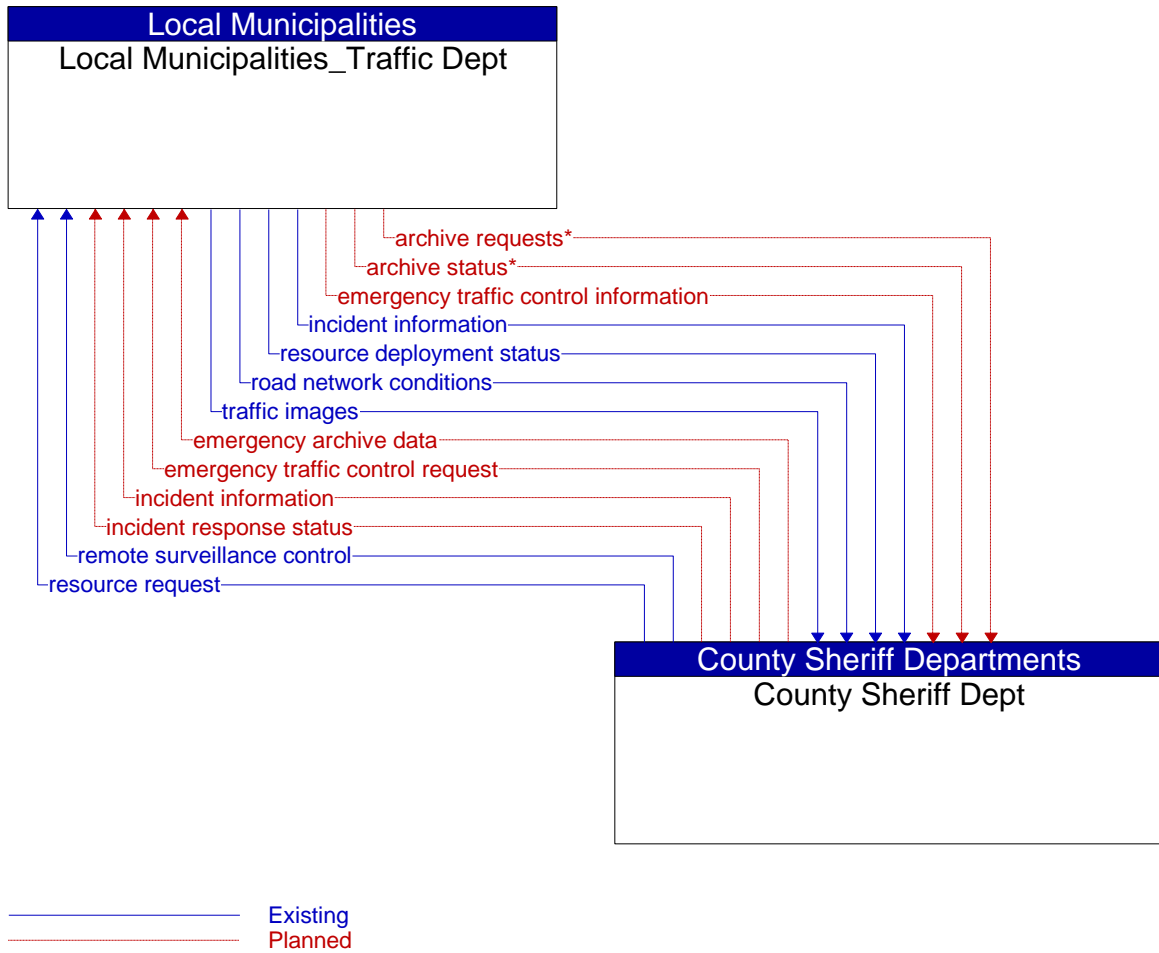 Local Municipalities
Local Municipalities_Traffic Dept
archive requests*
archive status*
emergency traffic control information
incident information
resource deployment status
road network conditions
traffic images
emergency archive data
emergency traffic control request
incident information
incident response status
remote surveillance control
resource request
County Sheriff Departments
County Sheriff Dept
Existing
Planned